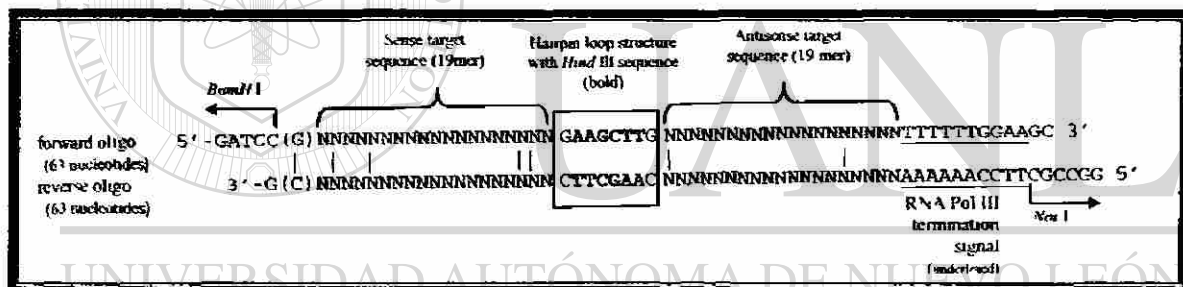 UANL
Sense target
sequence (19mer)
Hairpin loop structure
with Hind III sequence
(bold)
Antisense target
sequence (19 mer)
BamH I
forward oligo
(63 nucleotides)
5'-GATCC(G)NNNNNNNNNNNNNNNNNNN GAAGCTTG NNNNNNNNNNNNNNNNNNNTTTTTTGGAAGC 3'
reverse oligo
(63 nucleotides)
3'-G(C)NNNNNNNNNNNNNNNNNNN CTTCGAAC NNNNNNNNNNNNNNNNNNNAAAAAACCTTCGCCGG 5'
RNA Pol III
termination
signal
(underlined)
UNIVERSIDAD AUTÓNOMA DE NUEVO LEÓN